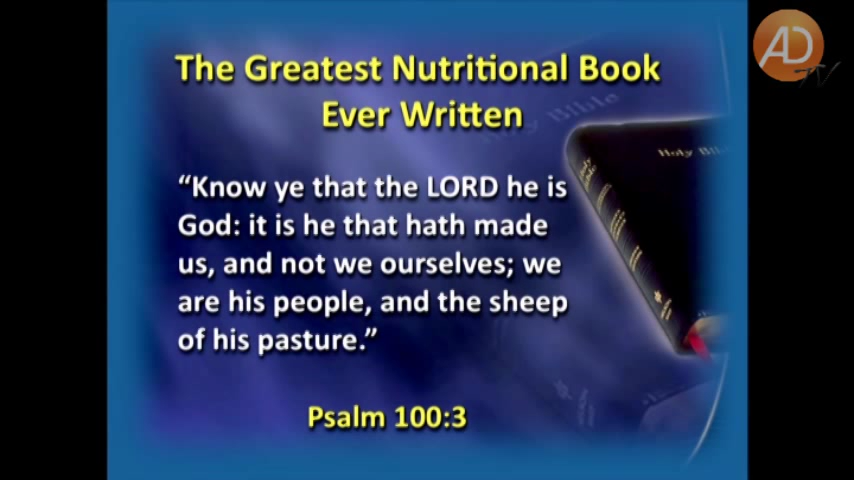 AD
TV
The Greatest Nutritional Book
Ever Written
Holy Bible
Holy Bible
“Know ye that the LORD he is
God: it is he that hath made
us, and not we ourselves; we
are his people, and the sheep
of his pasture.”
Psalm 100:3